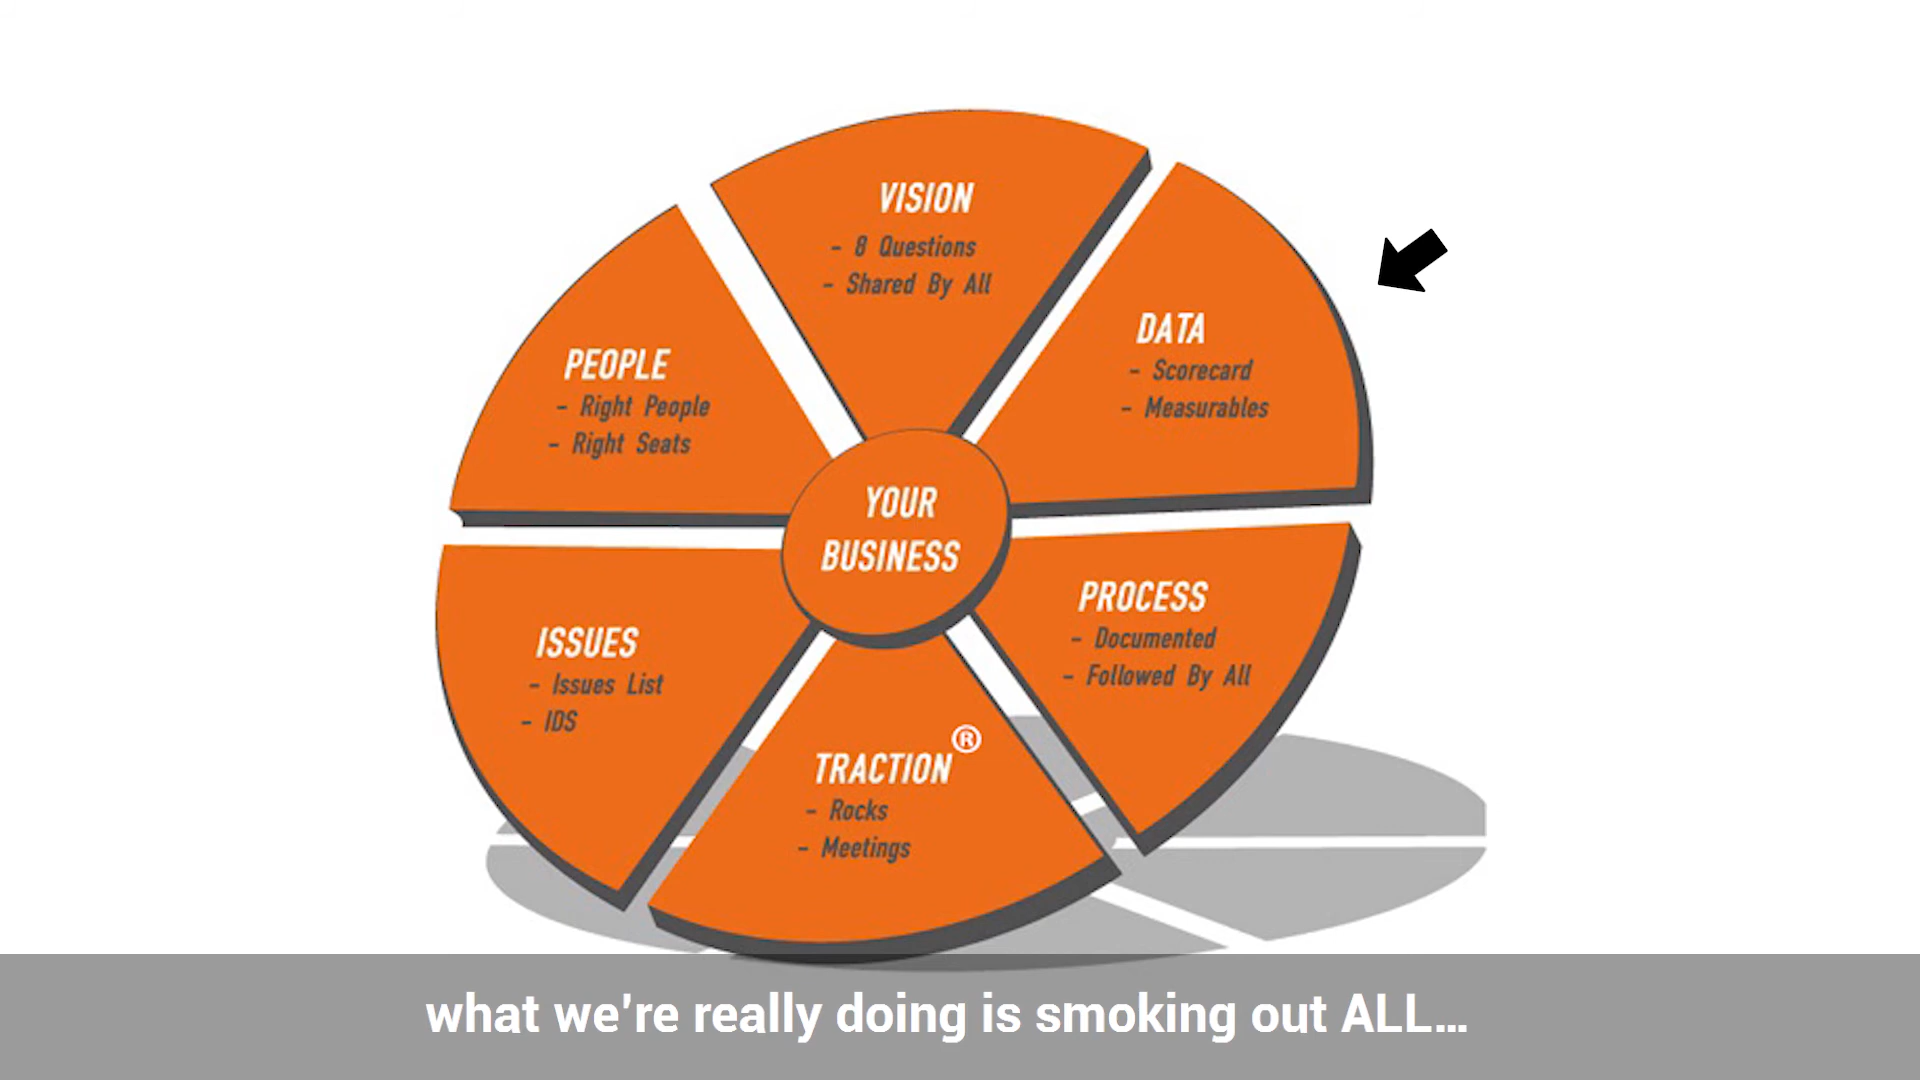 VISION
- 8 Questions
- Shared By All
DATA
- Scorecard
- Measurables
PEOPLE
- Right People
- Right Seats
YOUR
BUSINESS
PROCESS
- Documented
- Followed By All
ISSUES
- Issues List
- IDS
TRACTION®
- Rocks
- Meetings
what we're really doing is smoking out ALL...